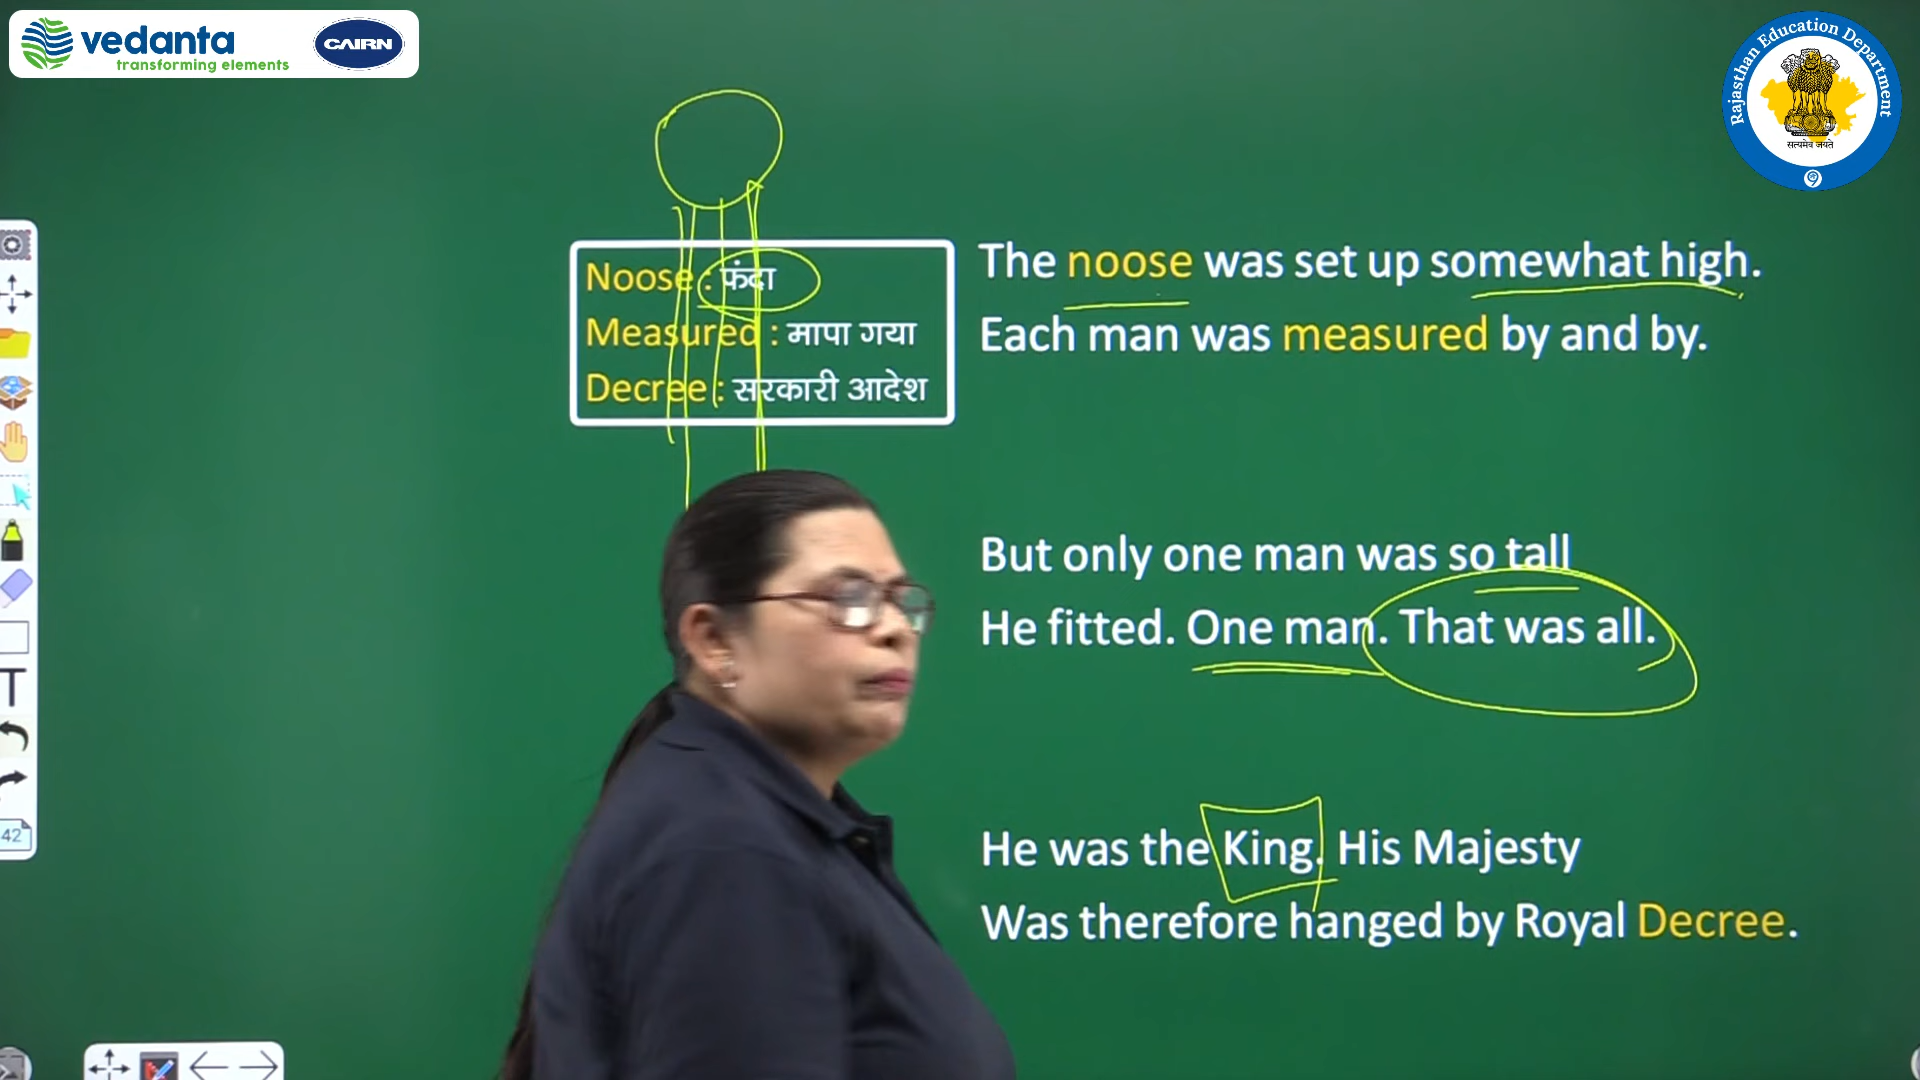 vedanta
transforming elements
CAIRN
Rajasthan Education Department
सत्यमेव जयते
Noose : फंदा
Measured : मापा गया
Decree : सरकारी आदेश
The noose was set up somewhat high.
Each man was measured by and by.
But only one man was so tall
He fitted. One man. That was all.
He was the King. His Majesty
Was therefore hanged by Royal Decree.
T
42